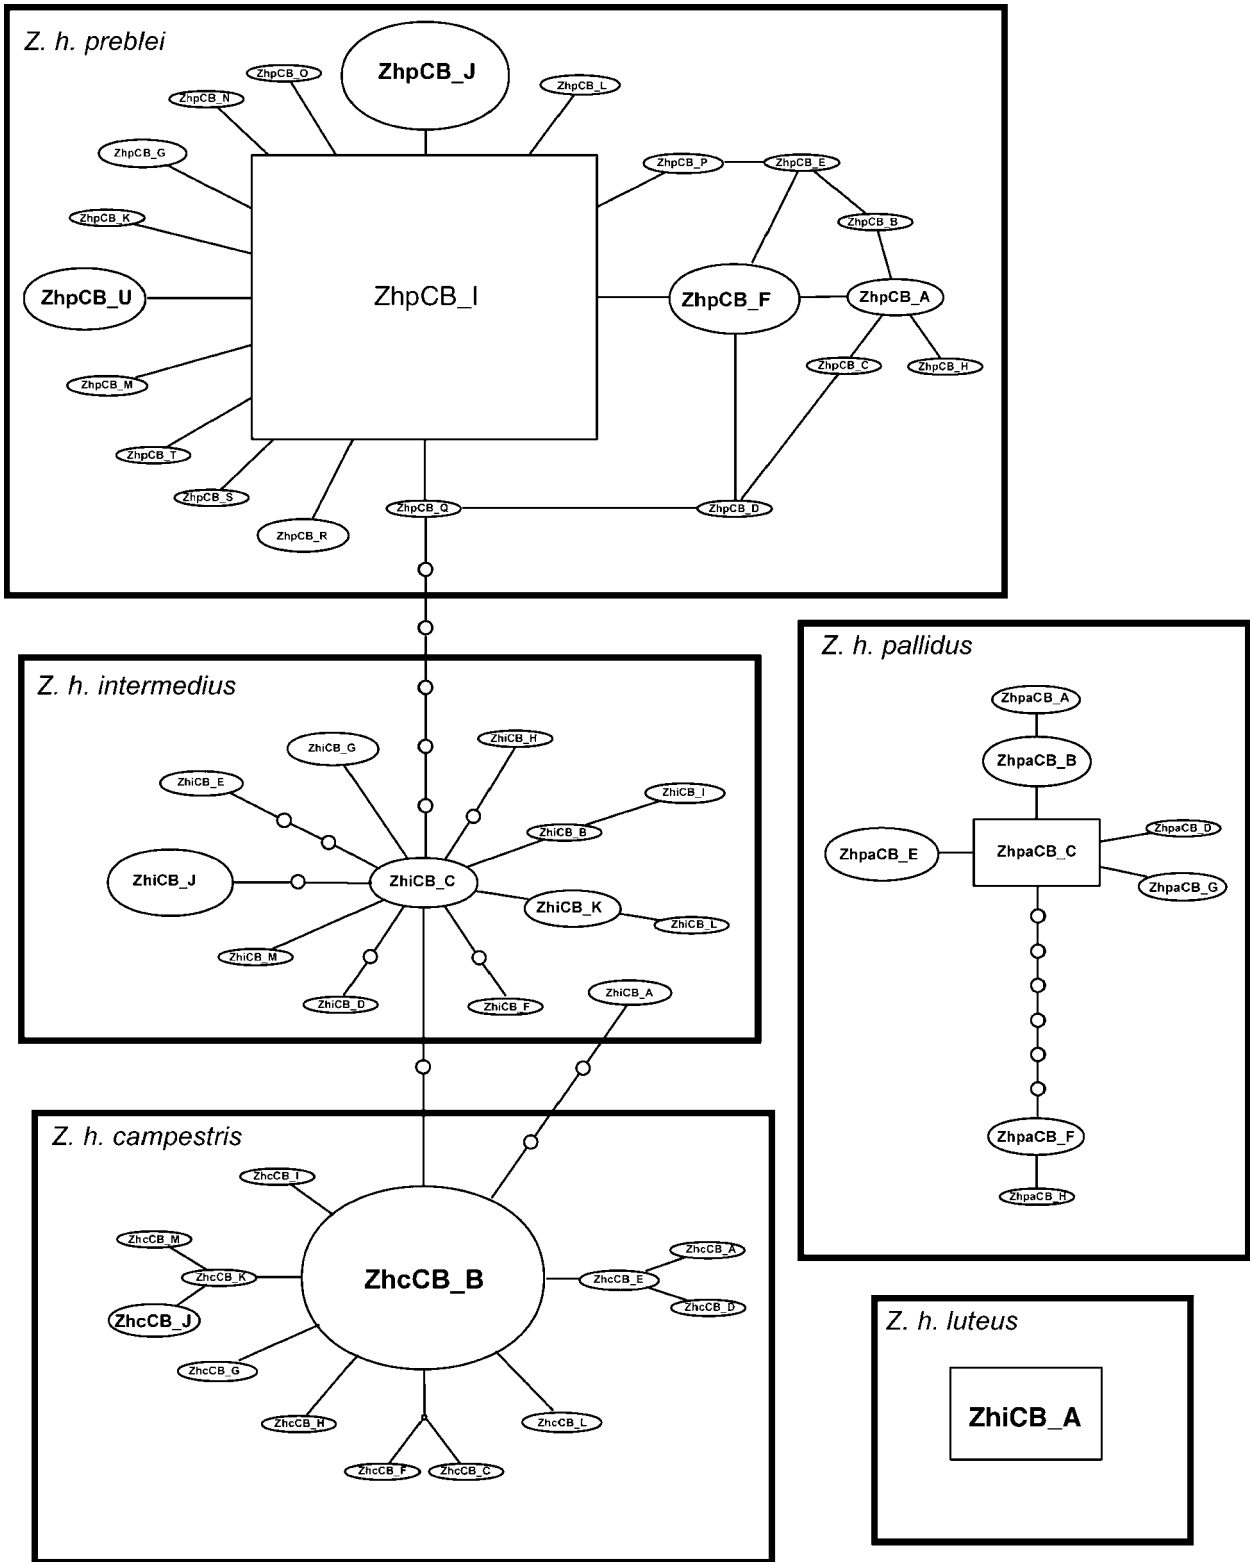 Z. h. preblei
ZhpCB_J
ZhpCB_O
ZhpCB_L
ZhpCB_N
ZhpCB_G
ZhpCB_P
ZhpCB_E
ZhpCB_K
ZhpCB_B
ZhpCB_U
ZhpCB_I
ZhpCB_F
ZhpCB_A
ZhpCB_M
ZhpCB_C
ZhpCB_H
ZhpCB_T
ZhpCB_S
ZhpCB_Q
ZhpCB_D
ZhpCB_R
Z. h. intermedius
ZhiCB_G
ZhiCB_H
ZhiCB_E
ZhiCB_I
ZhiCB_B
ZhiCB_J
ZhiCB_C
ZhiCB_K
ZhiCB_L
ZhiCB_M
ZhiCB_D
ZhiCB_F
ZhiCB_A
Z. h. pallidus
ZhpaCB_A
ZhpaCB_B
ZhpaCB_D
ZhpaCB_E
ZhpaCB_C
ZhpaCB_G
ZhpaCB_F
ZhpaCB_H
Z. h. campestris
ZhcCB_I
ZhcCB_M
ZhcCB_A
ZhcCB_K
ZhcCB_B
ZhcCB_E
ZhcCB_J
ZhcCB_D
ZhcCB_G
ZhcCB_H
ZhcCB_L
ZhcCB_F
ZhcCB_C
Z. h. luteus
ZhiCB_A